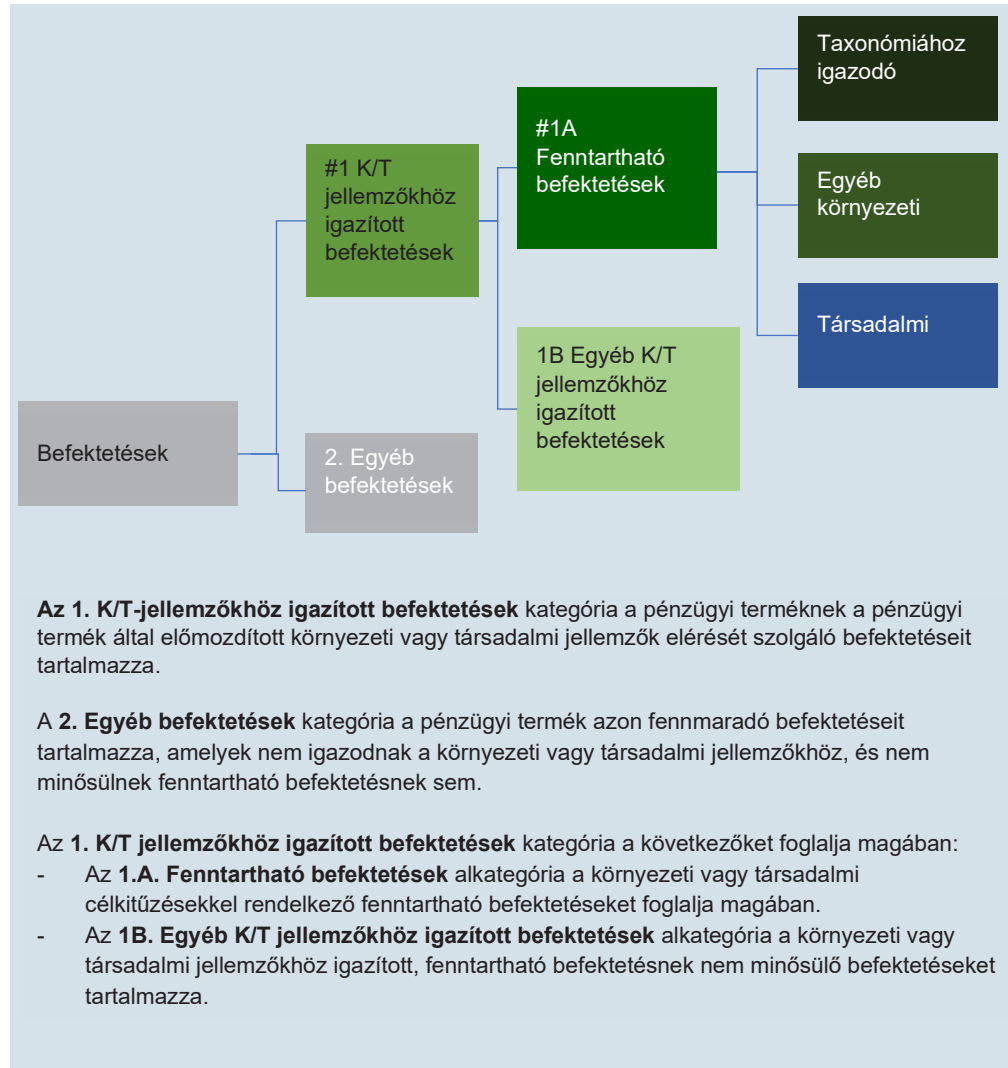 Taxonómiához
igazodó
#1A
Fenntartható
befektetések
#1 K/T
jellemzőkhöz
igazított
befektetések
Egyéb
környezeti
Társadalmi
1B Egyéb K/T
jellemzőkhöz
igazított
befektetések
Befektetések
2. Egyéb
befektetések
Az 1. K/T-jellemzőkhöz igazított befektetések kategória a pénzügyi terméknek a pénzügyi
termék által előmozdított környezeti vagy társadalmi jellemzők elérését szolgáló befektetéseit
tartalmazza.
A 2. Egyéb befektetések kategória a pénzügyi termék azon fennmaradó befektetéseit
tartalmazza, amelyek nem igazodnak a környezeti vagy társadalmi jellemzőkhöz, és nem
minősülnek fenntartható befektetésnek sem.
Az 1. K/T jellemzőkhöz igazított befektetések kategória a következőket foglalja magában:
- Az 1.A. Fenntartható befektetések alkategória a környezeti vagy társadalmi
célkitűzésekkel rendelkező fenntartható befektetéseket foglalja magában.
- Az 1B. Egyéb K/T jellemzőkhöz igazított befektetések alkategória a környezeti vagy
társadalmi jellemzőkhöz igazított, fenntartható befektetésnek nem minősülő befektetéseket
tartalmazza.